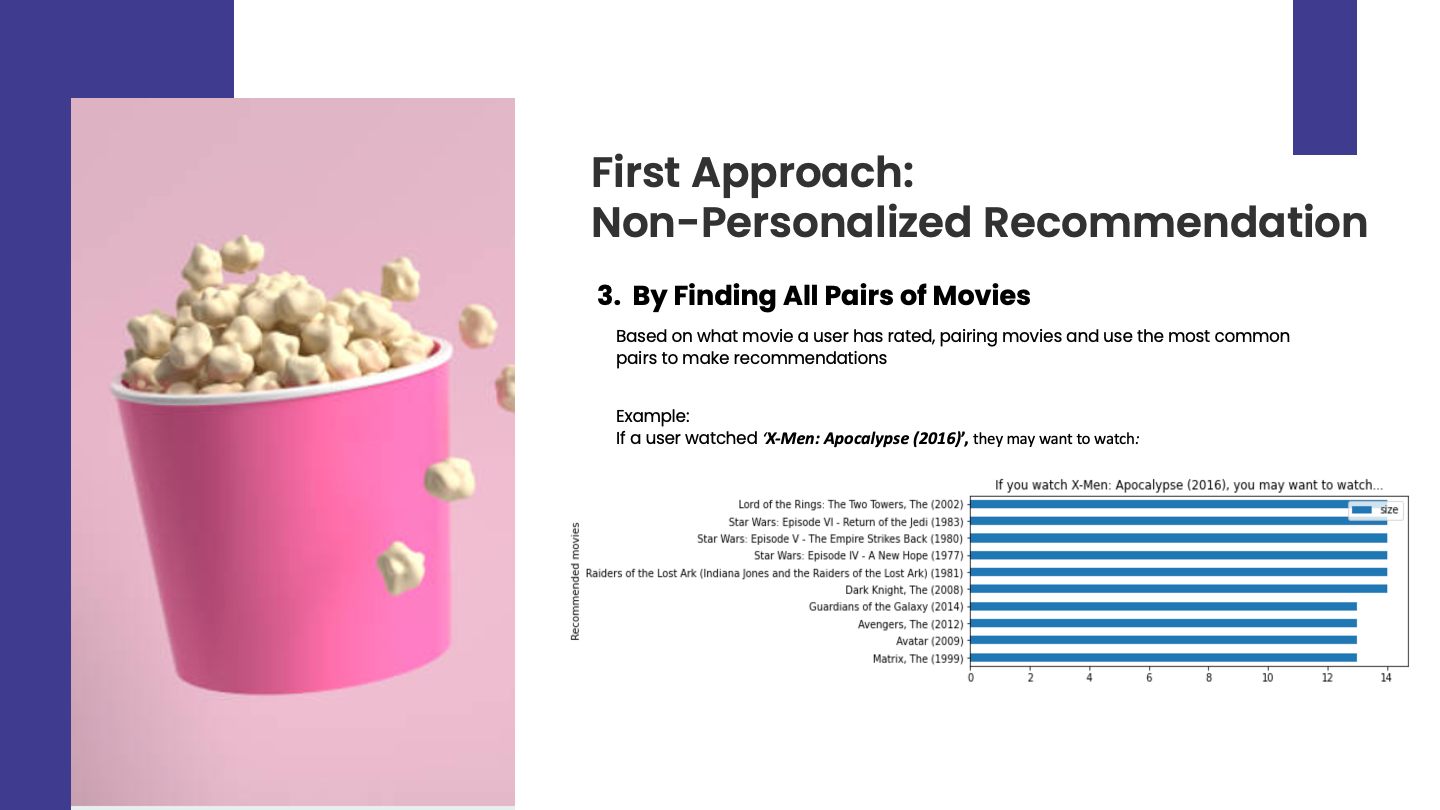 First Approach:
Non-Personalized Recommendation
3. By Finding All Pairs of Movies
Based on what movie a user has rated, pairing movies and use the most common
pairs to make recommendations
Example:
If a user watched ‘X-Men: Apocalypse (2016)’, they may want to watch:
If you watch X-Men: Apocalypse (2016), you may want to watch...
size
Recommended movies
Lord of the Rings: The Two Towers, The (2002)
Star Wars: Episode VI - Return of the Jedi (1983)
Star Wars: Episode V - The Empire Strikes Back (1980)
Star Wars: Episode IV - A New Hope (1977)
Raiders of the Lost Ark (Indiana Jones and the Raiders of the Lost Ark) (1981)
Dark Knight, The (2008)
Guardians of the Galaxy (2014)
Avengers, The (2012)
Avatar (2009)
Matrix, The (1999)
0 2 4 6 8 10 12 14